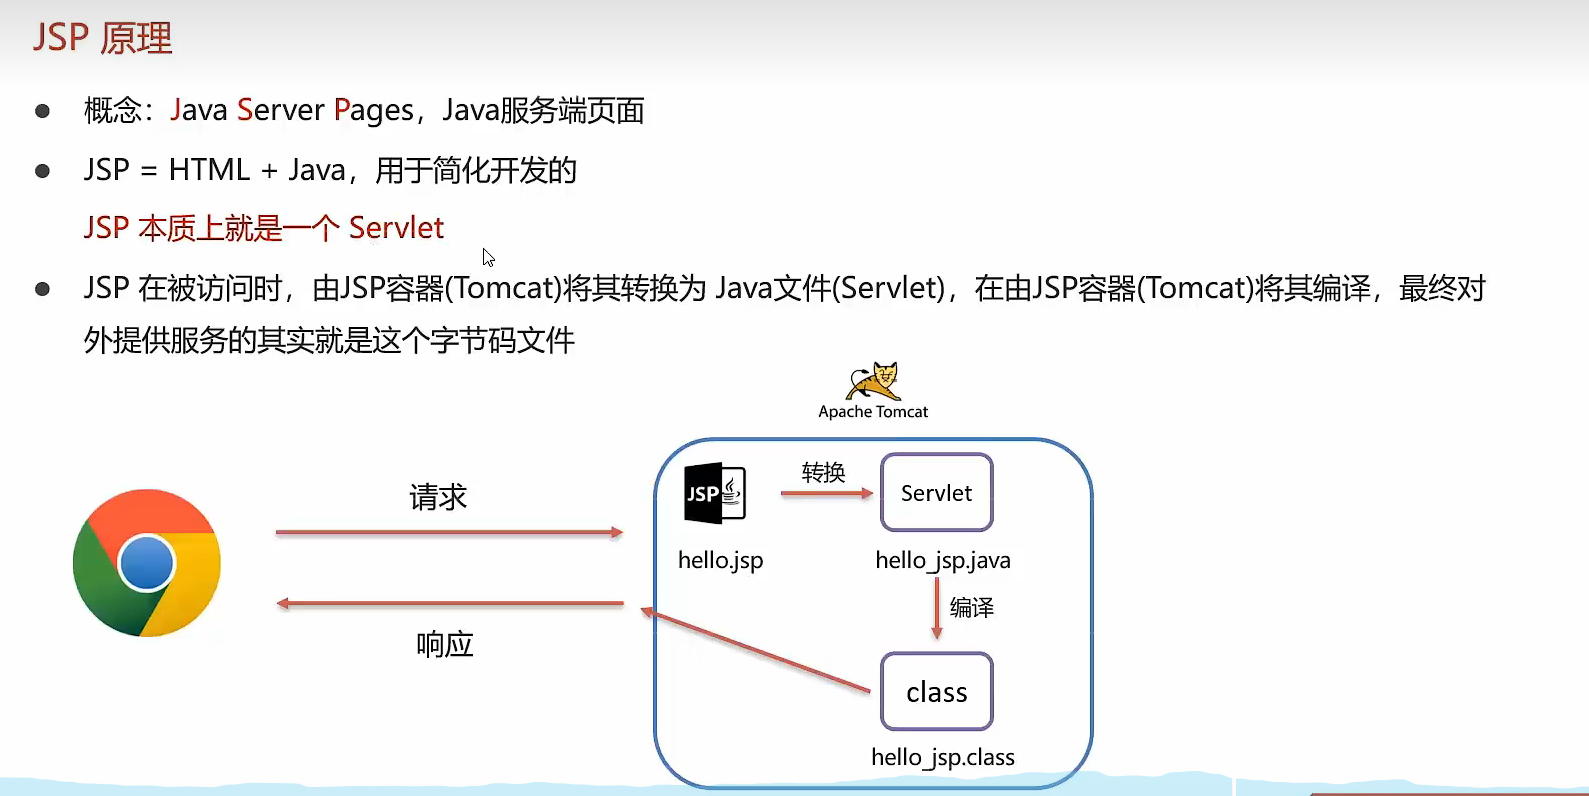 JSP 原理
概念：Java Server Pages，Java服务端页面
JSP = HTML + Java，用于简化开发的
JSP 本质上就是一个 Servlet
JSP 在被访问时，由JSP容器(Tomcat)将其转换为 Java文件(Servlet)，在由JSP容器(Tomcat)将其编译，最终对
外提供服务的其实就是这个字节码文件
Apache Tomcat
请求
响应
JSP
hello.jsp
转换
Servlet
hello_jsp.java
编译
class
hello_jsp.class